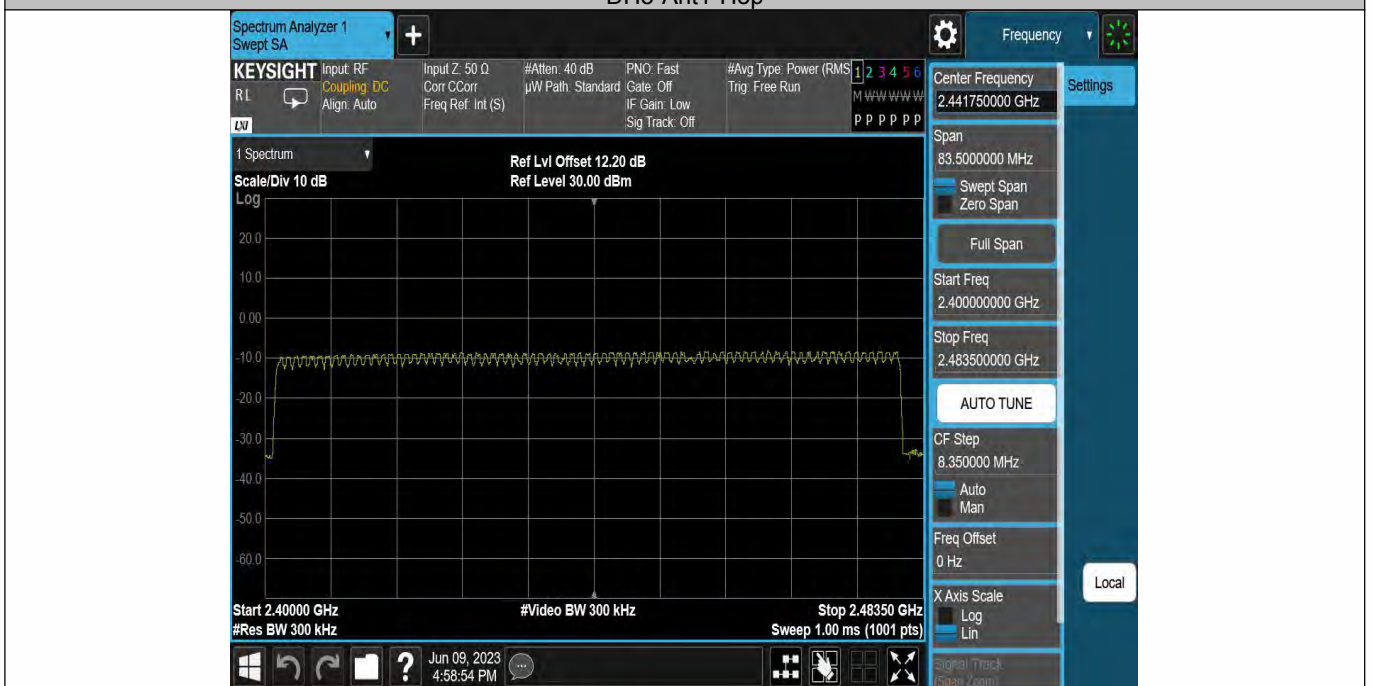 DH5-Ant1-Hop
Spectrum Analyzer 1
Swept SA
+
Frequency
KEYSIGHT
RL
LXI
Input: RF
Coupling: DC
Align: Auto
Input Z: 50 Ω
Corr CCorr
Freq Ref: Int (S)
#Atten: 40 dB
µW Path: Standard
PNO: Fast
Gate: Off
IF Gain: Low
Sig Track: Off
#Avg Type: Power (RMS
Trig: Free Run
1 2 3 4 5 6
M W W W W W
P P P P P P
1 Spectrum
Scale/Div 10 dB
Ref Lvl Offset 12.20 dB
Ref Level 30.00 dBm
Log
20.0
10.0
0.00
-10.0
-20.0
-30.0
-40.0
-50.0
-60.0
Start 2.40000 GHz
#Res BW 300 kHz
#Video BW 300 kHz
Stop 2.48350 GHz
Sweep 1.00 ms (1001 pts)
Jun 09, 2023
4:58:54 PM
?
Center Frequency
2.441750000 GHz
Settings
Span
83.5000000 MHz
Swept Span
Zero Span
Full Span
Start Freq
2.400000000 GHz
Stop Freq
2.483500000 GHz
AUTO TUNE
CF Step
8.350000 MHz
Auto
Man
Freq Offset
0 Hz
Local
X Axis Scale
Log
Lin
Signal Track
(Span Zoom)